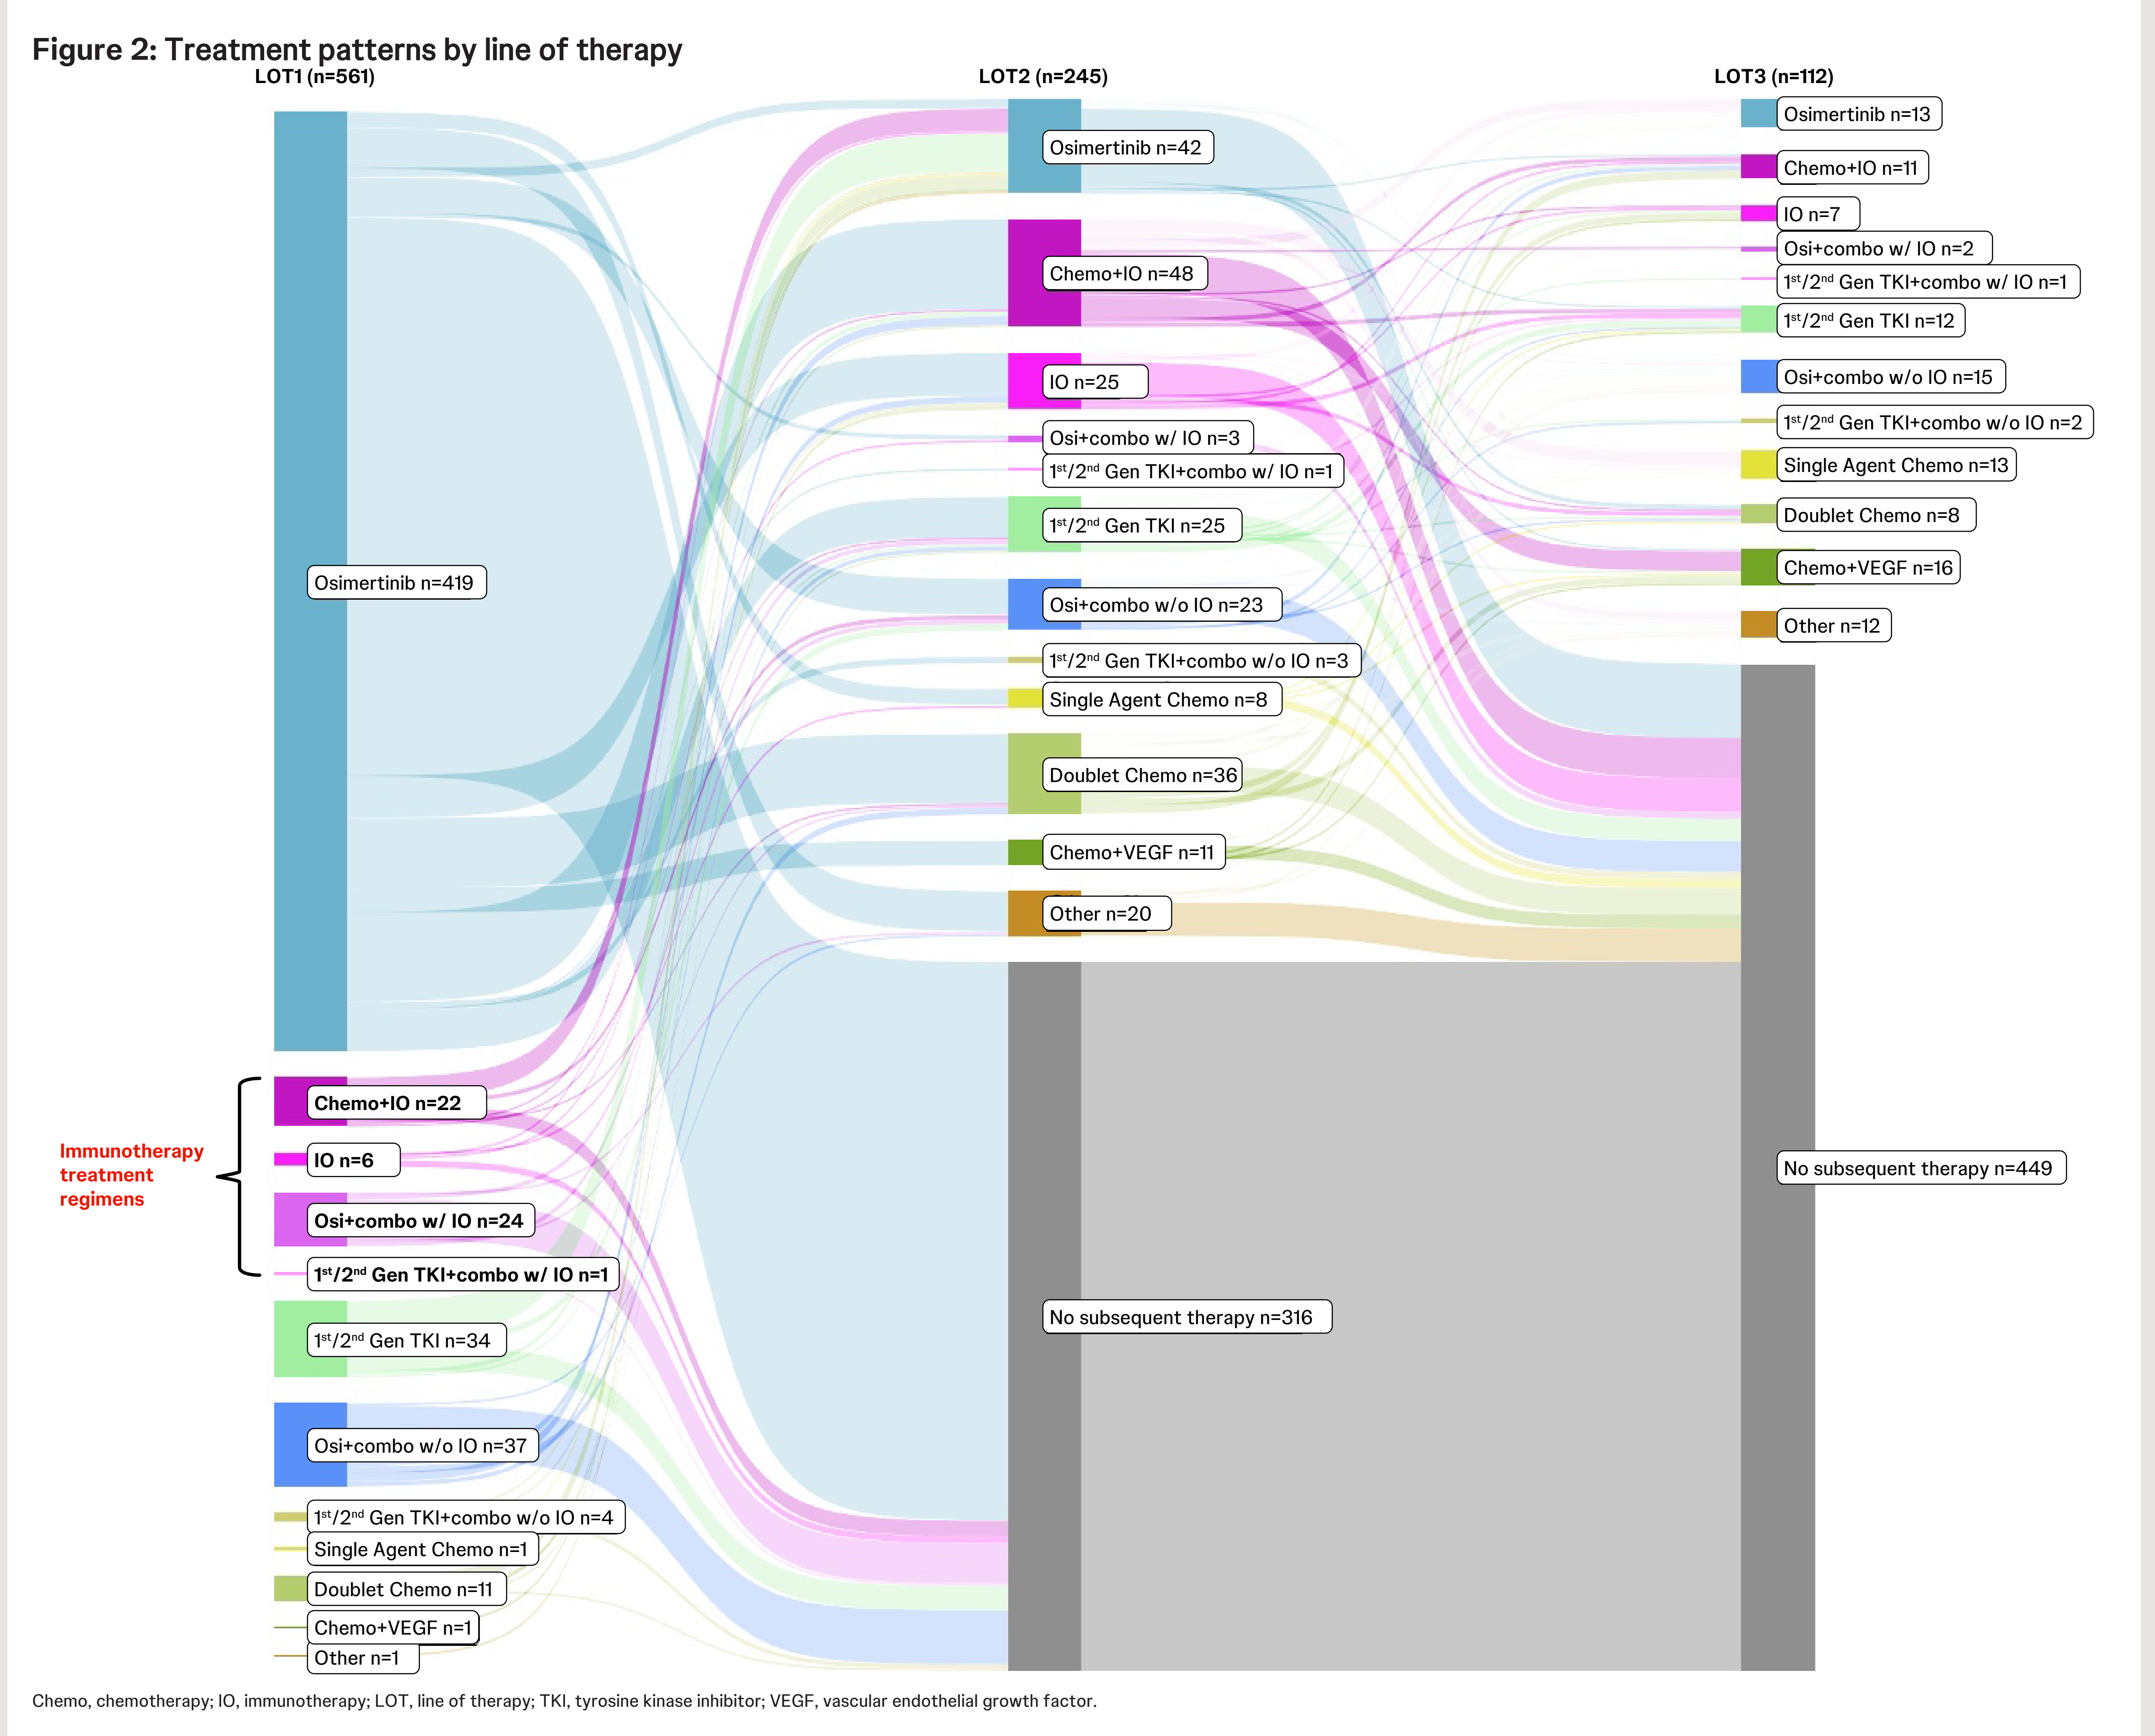 Figure 2: Treatment patterns by line of therapy
LOT1 (n=561)
LOT2 (n=245)
LOT3 (n=112)
Osimertinib n=419
Immunotherapy
treatment
regimens
Chemo+IO n=22
IO n=6
Osi+combo w/ IO n=24
1st/2nd Gen TKI+combo w/ IO n=1
1st/2nd Gen TKI n=34
Osi+combo w/o IO n=37
1st/2nd Gen TKI+combo w/o IO n=4
Single Agent Chemo n=1
Doublet Chemo n=11
Chemo+VEGF n=1
Other n=1
Osimertinib n=42
Chemo+IO n=48
IO n=25
Osi+combo w/ IO n=3
1st/2nd Gen TKI+combo w/ IO n=1
1st/2nd Gen TKI n=25
Osi+combo w/o IO n=23
1st/2nd Gen TKI+combo w/o IO n=3
Single Agent Chemo n=8
Doublet Chemo n=36
Chemo+VEGF n=11
Other n=20
No subsequent therapy n=316
Osimertinib n=13
Chemo+IO n=11
IO n=7
Osi+combo w/ IO n=2
1st/2nd Gen TKI+combo w/ IO n=1
1st/2nd Gen TKI n=12
Osi+combo w/o IO n=15
1st/2nd Gen TKI+combo w/o IO n=2
Single Agent Chemo n=13
Doublet Chemo n=8
Chemo+VEGF n=16
Other n=12
No subsequent therapy n=449
Chemo, chemotherapy; IO, immunotherapy; LOT, line of therapy; TKI, tyrosine kinase inhibitor; VEGF, vascular endothelial growth factor.